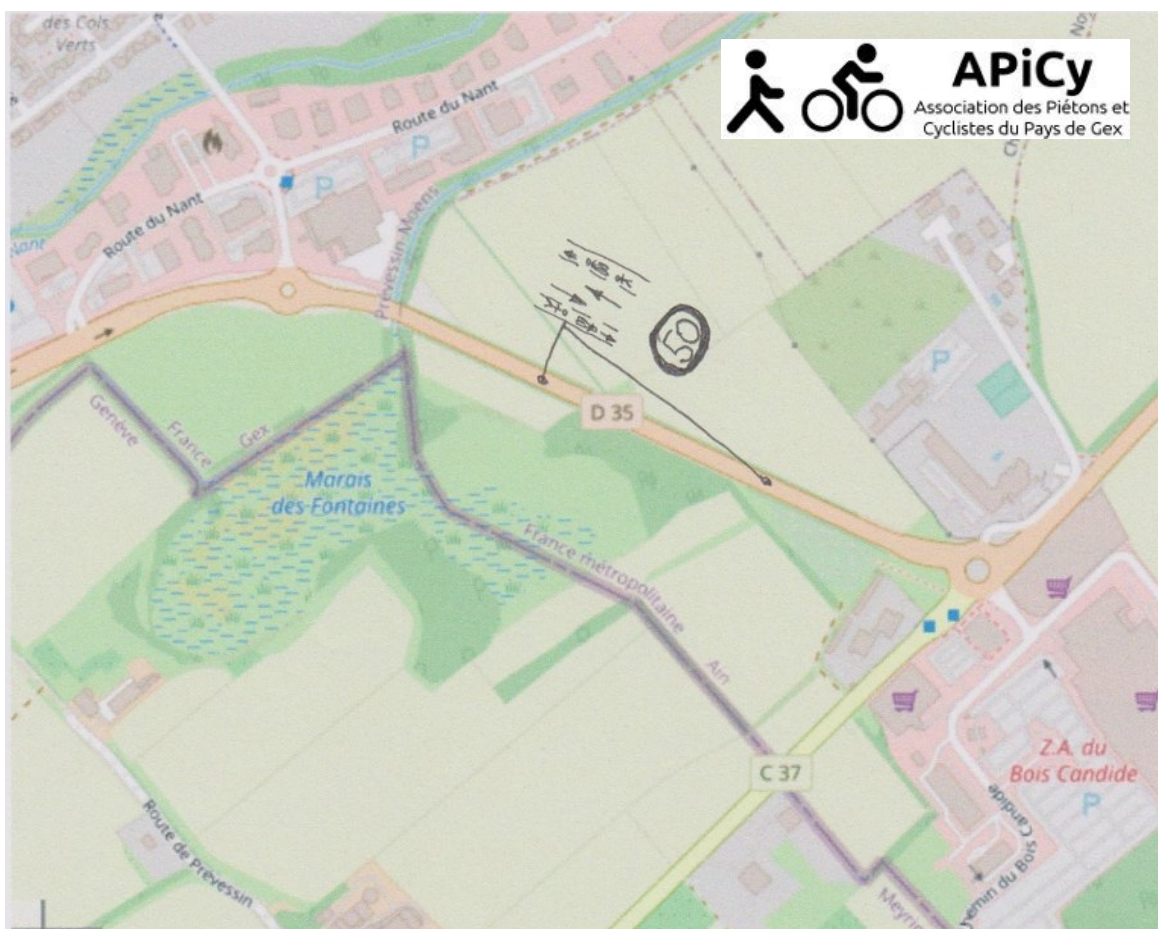 des Cols
Verts
APiCy
Association des Piétons et
Cyclistes du Pays de Gex
Route du Nant
P
P
Route du Nant
Nant
Prévessin-Moëns
50
P
D 35
Genève
France
Gex
Marais
des Fontaines
France métropolitaine
Ain
Z.A. du
Bois Candide
C 37
P
Route de Prévessin
Chemin du Bois Candide
Meyrin